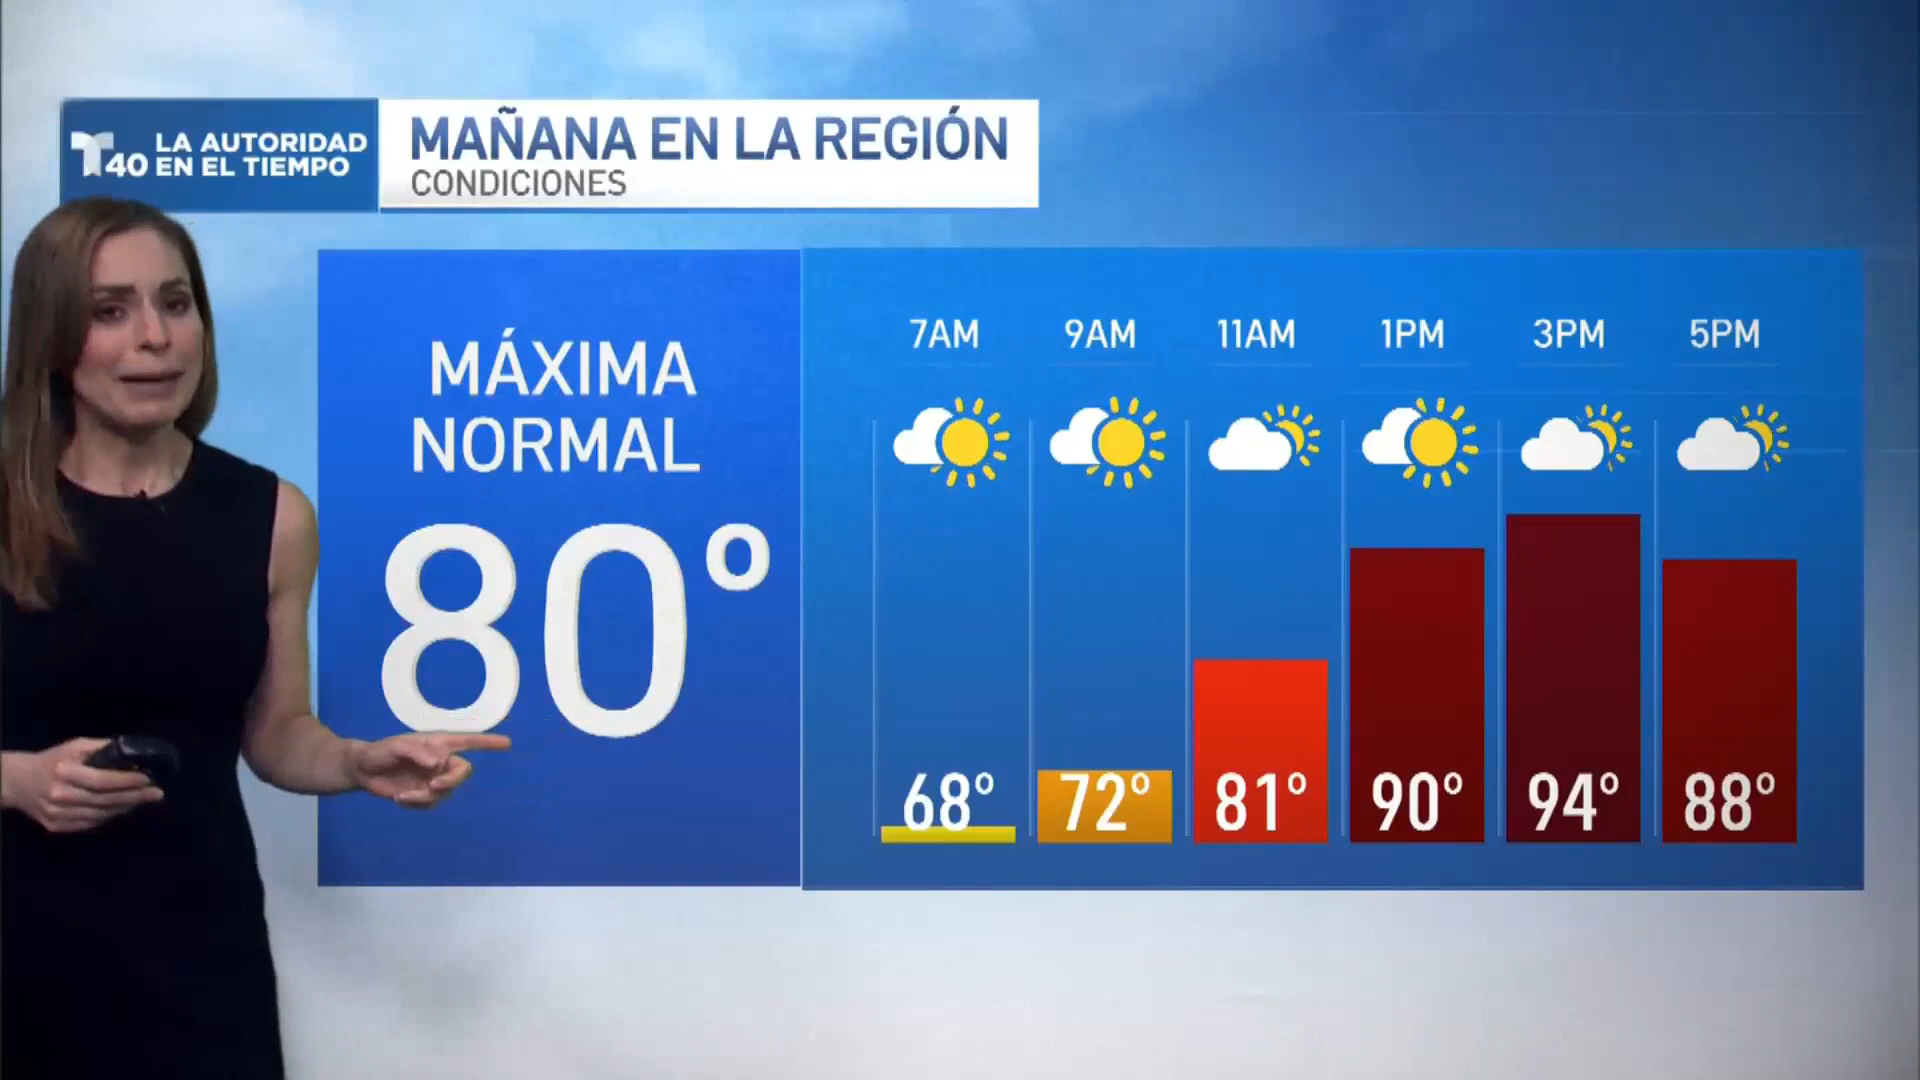 T40 LA AUTORIDAD
EN EL TIEMPO
MAÑANA EN LA REGIÓN
CONDICIONES
MÁXIMA
NORMAL
80°
7AM 9AM 11AM 1PM 3PM 5PM
68° 72° 81° 90° 94° 88°